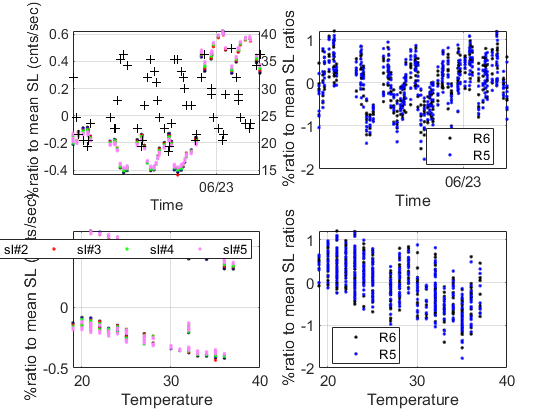 %ratio to mean SL (cnts/sec)
0.6
0.4
0.2
0
-0.2
-0.4
40
35
30
25
20
15
06/23
Time
%ratio to mean SL ratios
1
0
-1
-2
R6
R5
06/23
Time
%ratio to mean SL (cnts/sec)
sl#2 sl#3 sl#4 sl#5
0
-0.5
20 30 40
Temperature
%ratio to mean SL ratios
1
0
-1
-2
R6
R5
20 30 40
Temperature